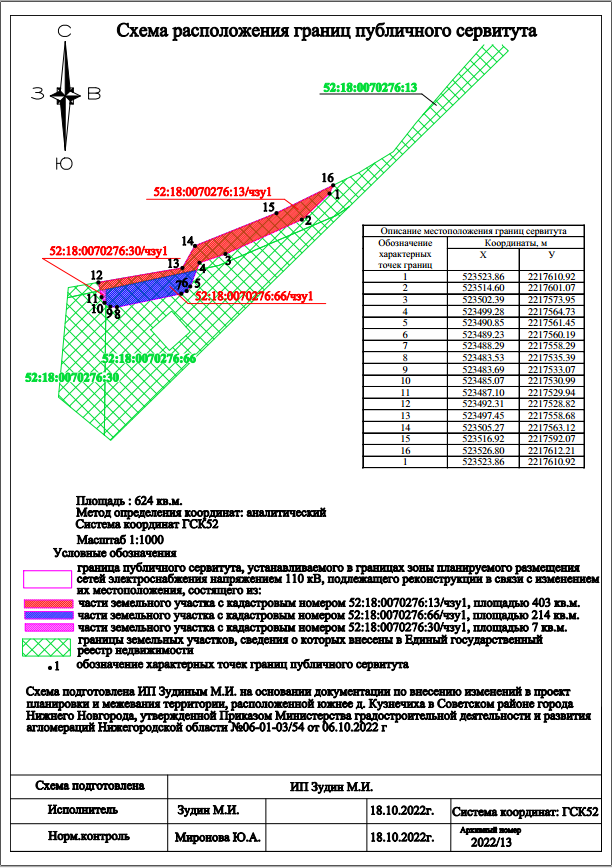 Схема расположения границ публичного сервитута
С
З В
Ю
52:18:0070276:13
16
1
52:18:0070276:13/чзу1
15
2
14
3
52:18:0070276:30/чзу1
13 4
12
11
10
9 8
7 6 5
52:18:0070276:66/чзу1
52:18:0070276:66
52:18:0070276:30
Описание местоположения границ сервитута
Обозначение характерных точек границ Координаты, м
X У
1 523523.86 2217610.92
2 523514.60 2217601.07
3 523502.39 2217573.95
4 523499.28 2217564.73
5 523490.85 2217561.45
6 523489.23 2217560.19
7 523488.29 2217558.29
8 523483.53 2217535.39
9 523483.69 2217533.07
10 523485.07 2217530.99
11 523487.10 2217529.94
12 523492.31 2217528.82
13 523497.45 2217558.68
14 523505.27 2217563.12
15 523516.92 2217592.07
16 523526.80 2217612.21
1 523523.86 2217610.92
Площадь : 624 кв.м.
Метод определения координат: аналитический
Система координат ГСК52
Масштаб 1:1000
Условные обозначения
граница публичного сервитута, устанавливаемого в границах зоны планируемого размещения
сетей электроснабжения напряжением 110 кВ, подлежащего реконструкции в связи с изменением
их местоположения, состоящего из:
части земельного участка с кадастровым номером 52:18:0070276:13/чзу1, площадью 403 кв.м.
части земельного участка с кадастровым номером 52:18:0070276:66/чзу1, площадью 214 кв.м.
части земельного участка с кадастровым номером 52:18:0070276:30/чзу1, площадью 7 кв.м.
границы земельных участков, сведения о которых внесены в Единый государственный
реестр недвижимости
•1 обозначение характерных точек границ публичного сервитута
Схема подготовлена ИП Зудиным М.И. на основании документации по внесению изменений в проект
планировки и межевания территории, расположенной южнее д. Кузнечиха в Советском районе города
Нижнего Новгорода, утвержденной Приказом Министерства градостроительной деятельности и развития
агломераций Нижегородской области №06-01-03/54 от 06.10.2022 г
Схема подготовлена ИП Зудин М.И.
Исполнитель Зудин М.И. 18.10.2022г. Система координат: ГСК52
Норм.контроль Миронова Ю.А. 18.10.2022г. Архивный номер
2022/13